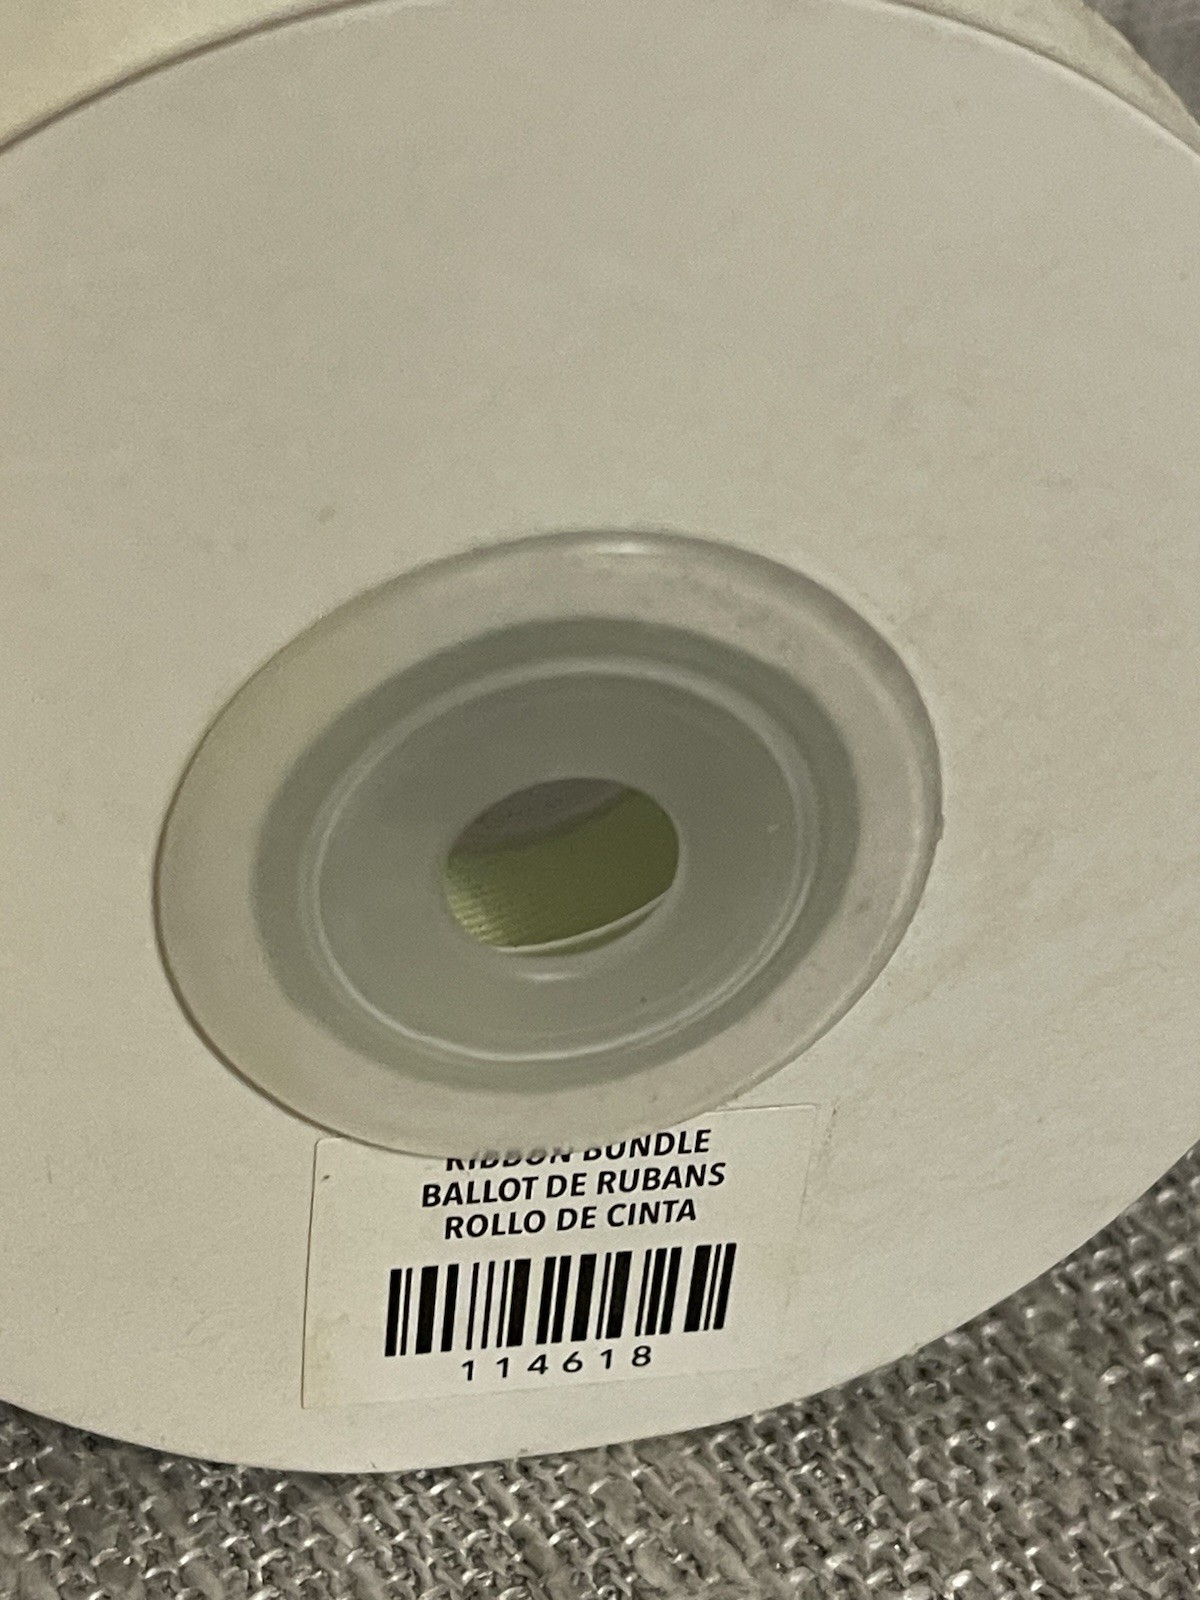 RIBBON BUNDLE
BALLOT DE RUBANS
ROLLO DE CINTA
114618